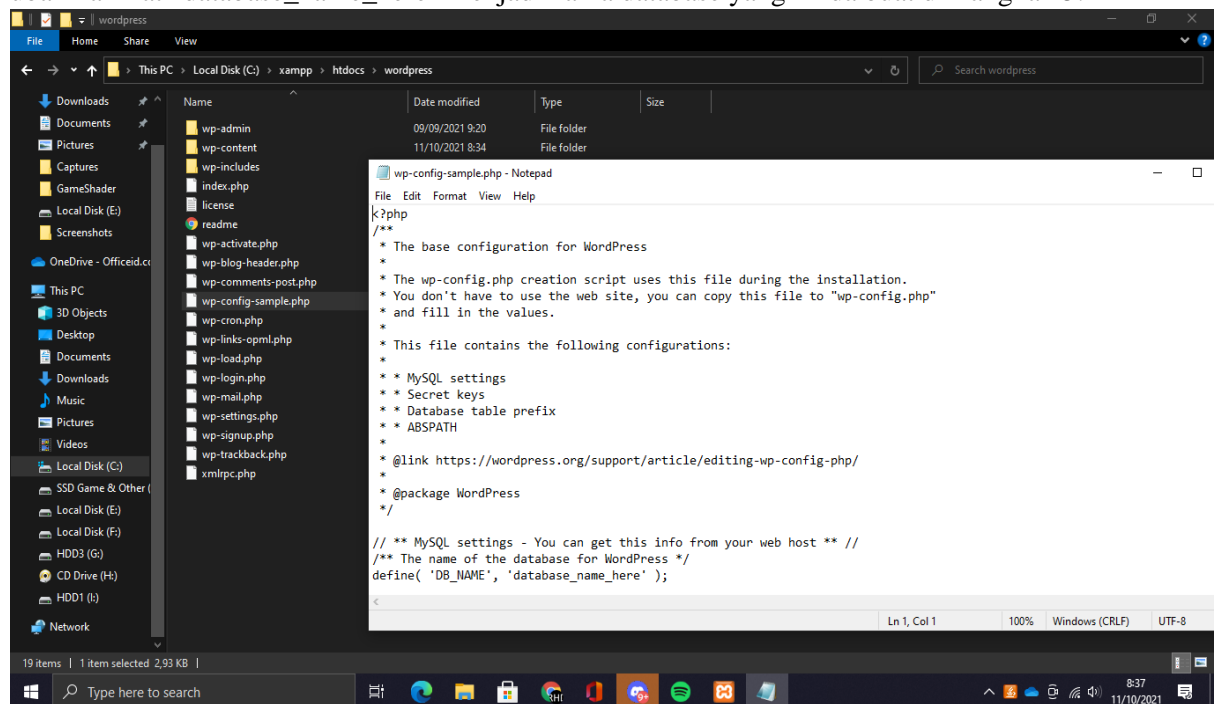 wordpress
File Home Share View
This PC > Local Disk (C:) > xampp > htdocs > wordpress
Search wordpress
Name Date modified Type Size
Downloads
Documents
Pictures
Captures
GameShader
Local Disk (E:)
Screenshots
OneDrive - Officeid.cc
This PC
3D Objects
Desktop
Documents
Downloads
Music
Pictures
Videos
Local Disk (C:)
SSD Game & Other (
Local Disk (E:)
Local Disk (F:)
HDD3 (G:)
CD Drive (H:)
HDD1 (I:)
Network
wp-admin 09/09/2021 9:20 File folder
wp-content 11/10/2021 8:34 File folder
wp-includes
index.php
license
readme
wp-activate.php
wp-blog-header.php
wp-comments-post.php
wp-config-sample.php
wp-cron.php
wp-links-opml.php
wp-load.php
wp-login.php
wp-mail.php
wp-settings.php
wp-signup.php
wp-trackback.php
xmlrpc.php
wp-config-sample.php - Notepad
File Edit Format View Help
<?php
/**
 * The base configuration for WordPress
 *
 * The wp-config.php creation script uses this file during the installation.
 * You don't have to use the web site, you can copy this file to "wp-config.php"
 * and fill in the values.
 *
 * This file contains the following configurations:
 *
 * * MySQL settings
 * * Secret keys
 * * Database table prefix
 * * ABSPATH
 *
 * @link https://wordpress.org/support/article/editing-wp-config-php/
 *
 * @package WordPress
 */
// ** MySQL settings - You can get this info from your web host ** //
/** The name of the database for WordPress */
define( 'DB_NAME', 'database_name_here' );
Ln 1, Col 1 100% Windows (CRLF) UTF-8
19 items | 1 item selected 2,93 KB |
Type here to search
RHI
9+
8:37
11/10/2021